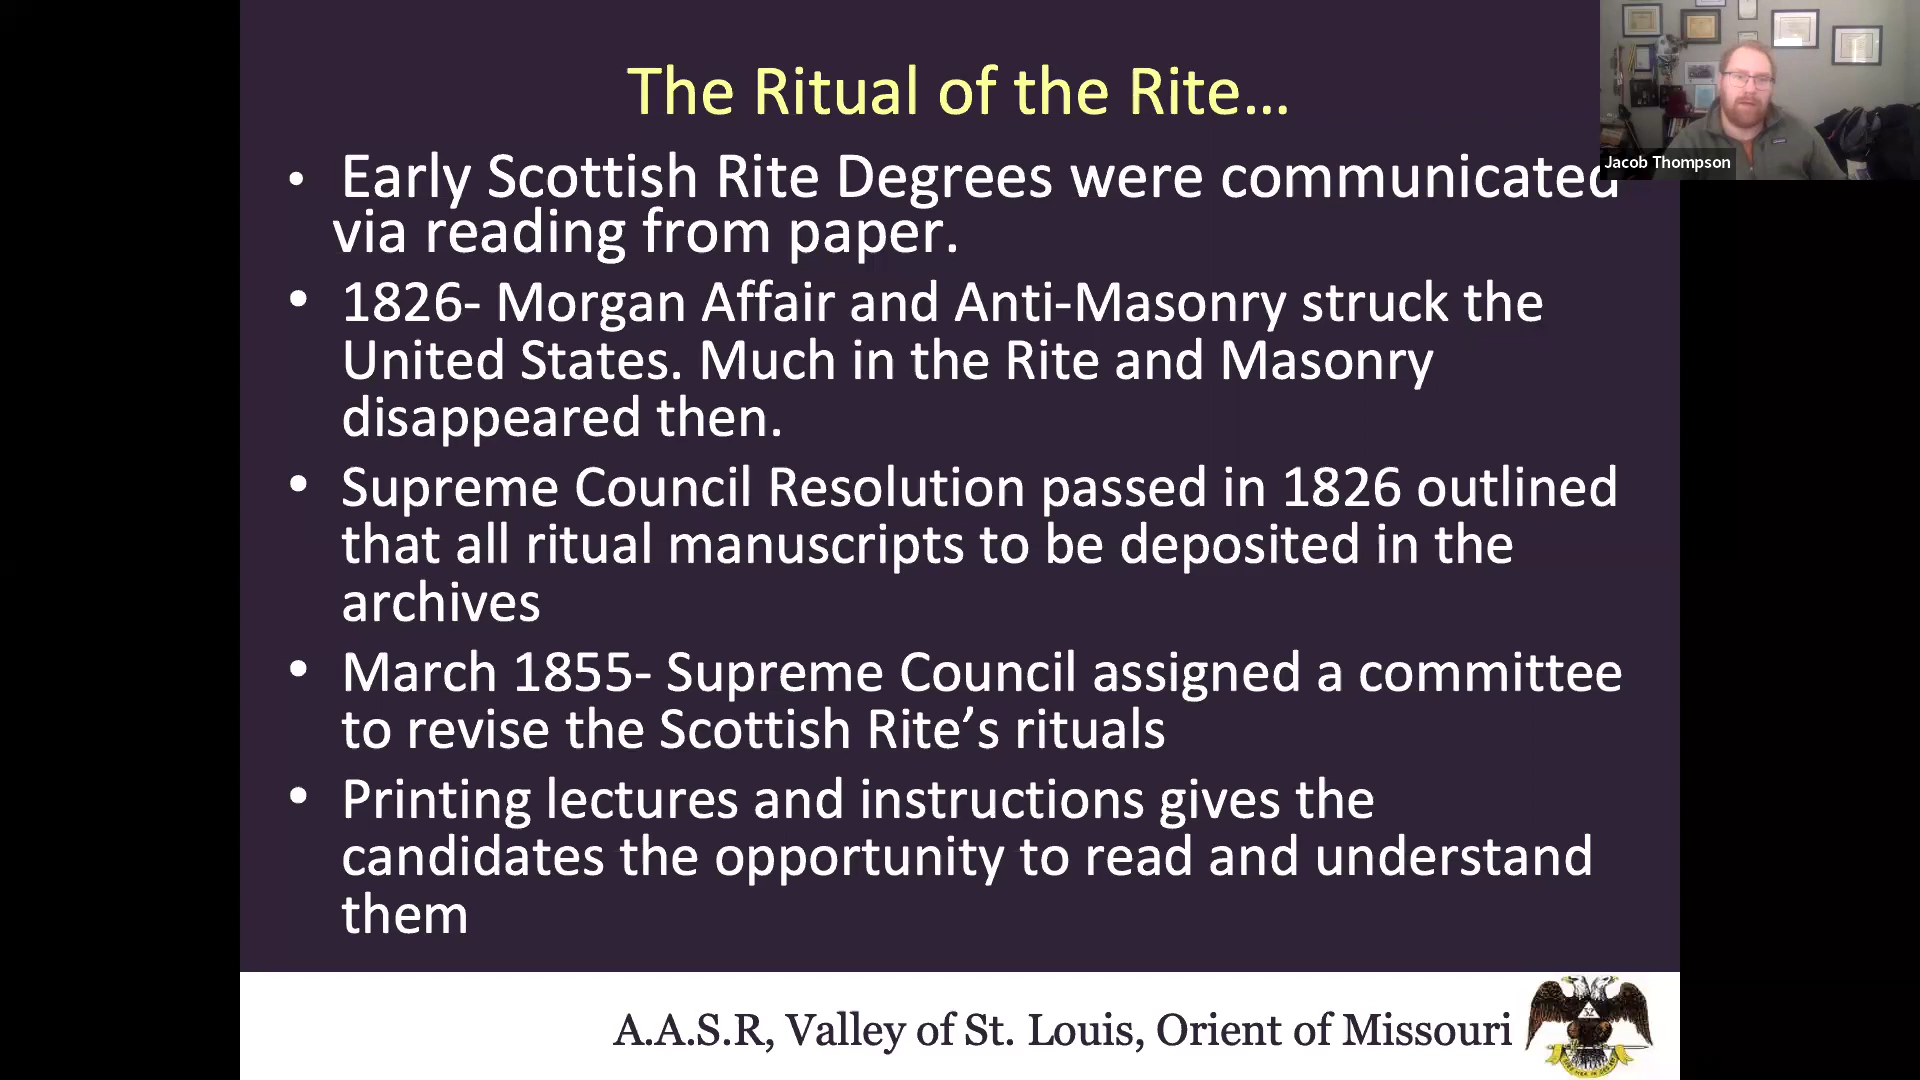 The Ritual of the Rite...
• Early Scottish Rite Degrees were communicated
via reading from paper.
• 1826- Morgan Affair and Anti-Masonry struck the
United States. Much in the Rite and Masonry
disappeared then.
• Supreme Council Resolution passed in 1826 outlined
that all ritual manuscripts to be deposited in the
archives
• March 1855- Supreme Council assigned a committee
to revise the Scottish Rite’s rituals
• Printing lectures and instructions gives the
candidates the opportunity to read and understand
them
A.A.S.R, Valley of St. Louis, Orient of Missouri
Jacob Thompson